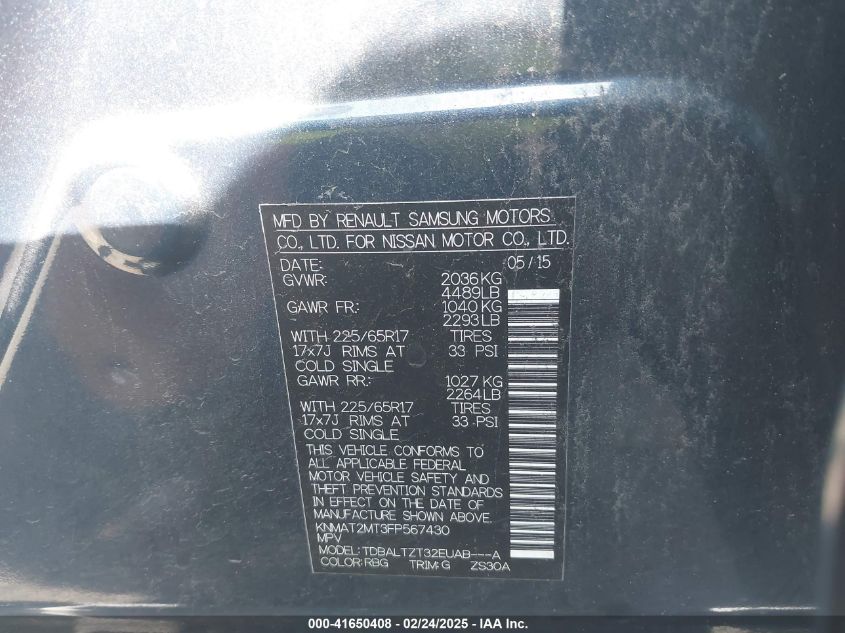 MFD BY RENAULT SAMSUNG MOTORS
CO., LTD. FOR NISSAN MOTOR CO., LTD.
DATE: 05/15
GVWR: 2036KG
4489LB
GAWR FR: 1040KG
2293LB
WITH 225/65R17 TIRES
17x7J RIMS AT 33 PSI
COLD SINGLE
GAWR RR: 1027 KG
2264LB
WITH 225/65R17 TIRES
17x7J RIMS AT 33 PSI
COLD SINGLE
THIS VEHICLE CONFORMS TO
ALL APPLICABLE FEDERAL
MOTOR VEHICLE SAFETY AND
THEFT PREVENTION STANDARDS
IN EFFECT ON THE DATE OF
MANUFACTURE SHOWN ABOVE.
KNMAT2MT3FP567430
MPV
MODEL: TDBALTZT32EUAB---A
COLOR: RBG TRIM: G ZS30A
000-41650408 - 02/24/2025 - IAA Inc.